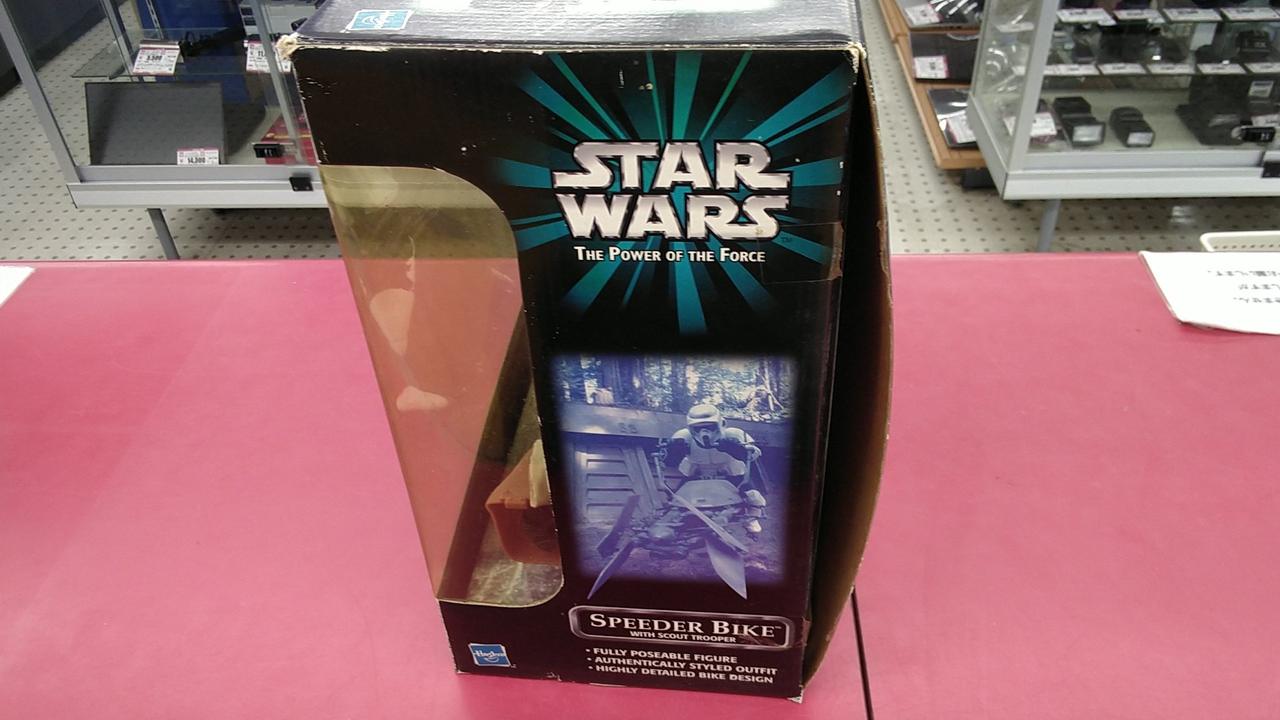 Hasbro
STAR
WARS
THE POWER OF THE FORCE
SPEEDER BIKE™
WITH SCOUT TROOPER
• FULLY POSEABLE FIGURE
• AUTHENTICALLY STYLED OUTFIT
• HIGHLY DETAILED BIKE DESIGN